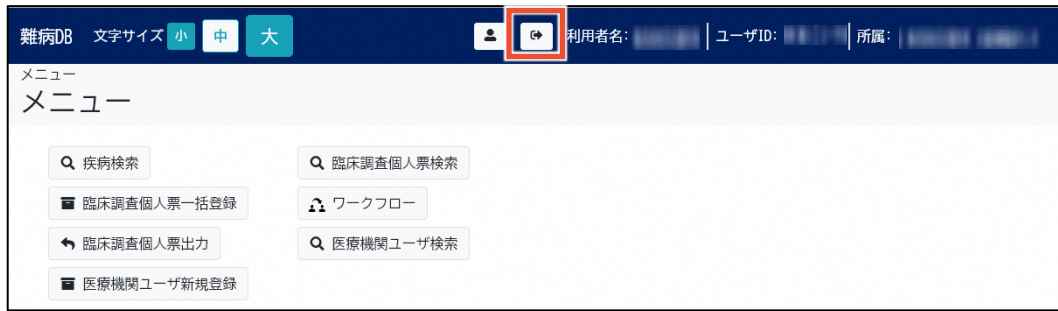 難病DB 文字サイズ 小 中 大 利用者名: ユーザID: 所属:
メニュー
メニュー
疾病検索 臨床調査個人票検索
臨床調査個人票一括登録 ワークフロー
臨床調査個人票出力 医療機関ユーザ検索
医療機関ユーザ新規登録